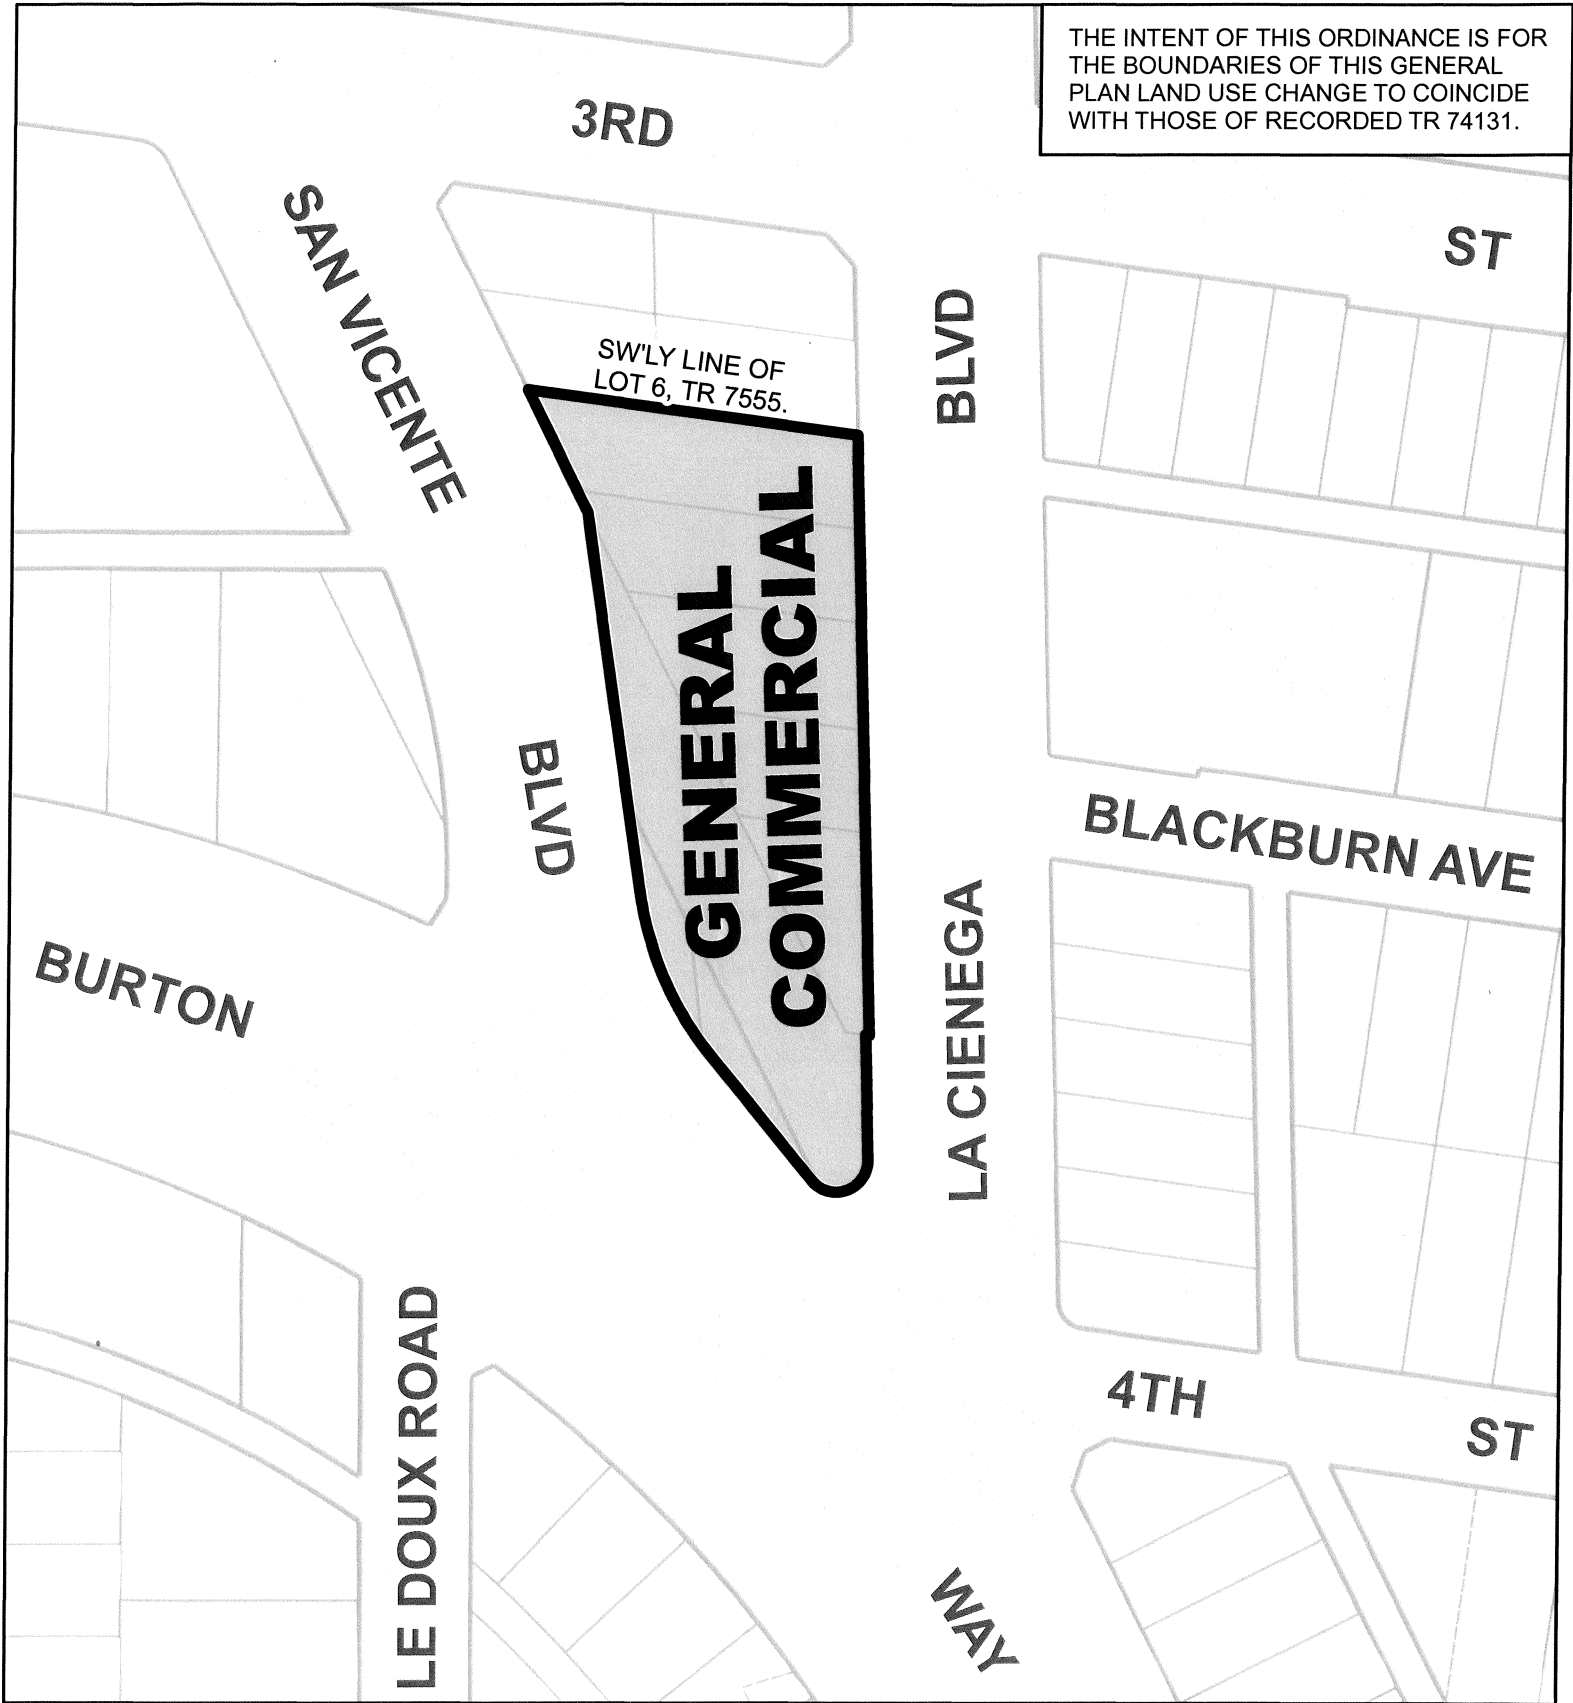 THE INTENT OF THIS ORDINANCE IS FOR
THE BOUNDARIES OF THIS GENERAL
PLAN LAND USE CHANGE TO COINCIDE
WITH THOSE OF RECORDED TR 74131.
3RD
ST
SAN VICENTE
BLVD
SW'LY LINE OF
LOT 6, TR 7555.
GENERAL
COMMERCIAL
BLVD
BLACKBURN AVE
LA CIENEGA
BURTON
LE DOUX ROAD
4TH
ST
WAY